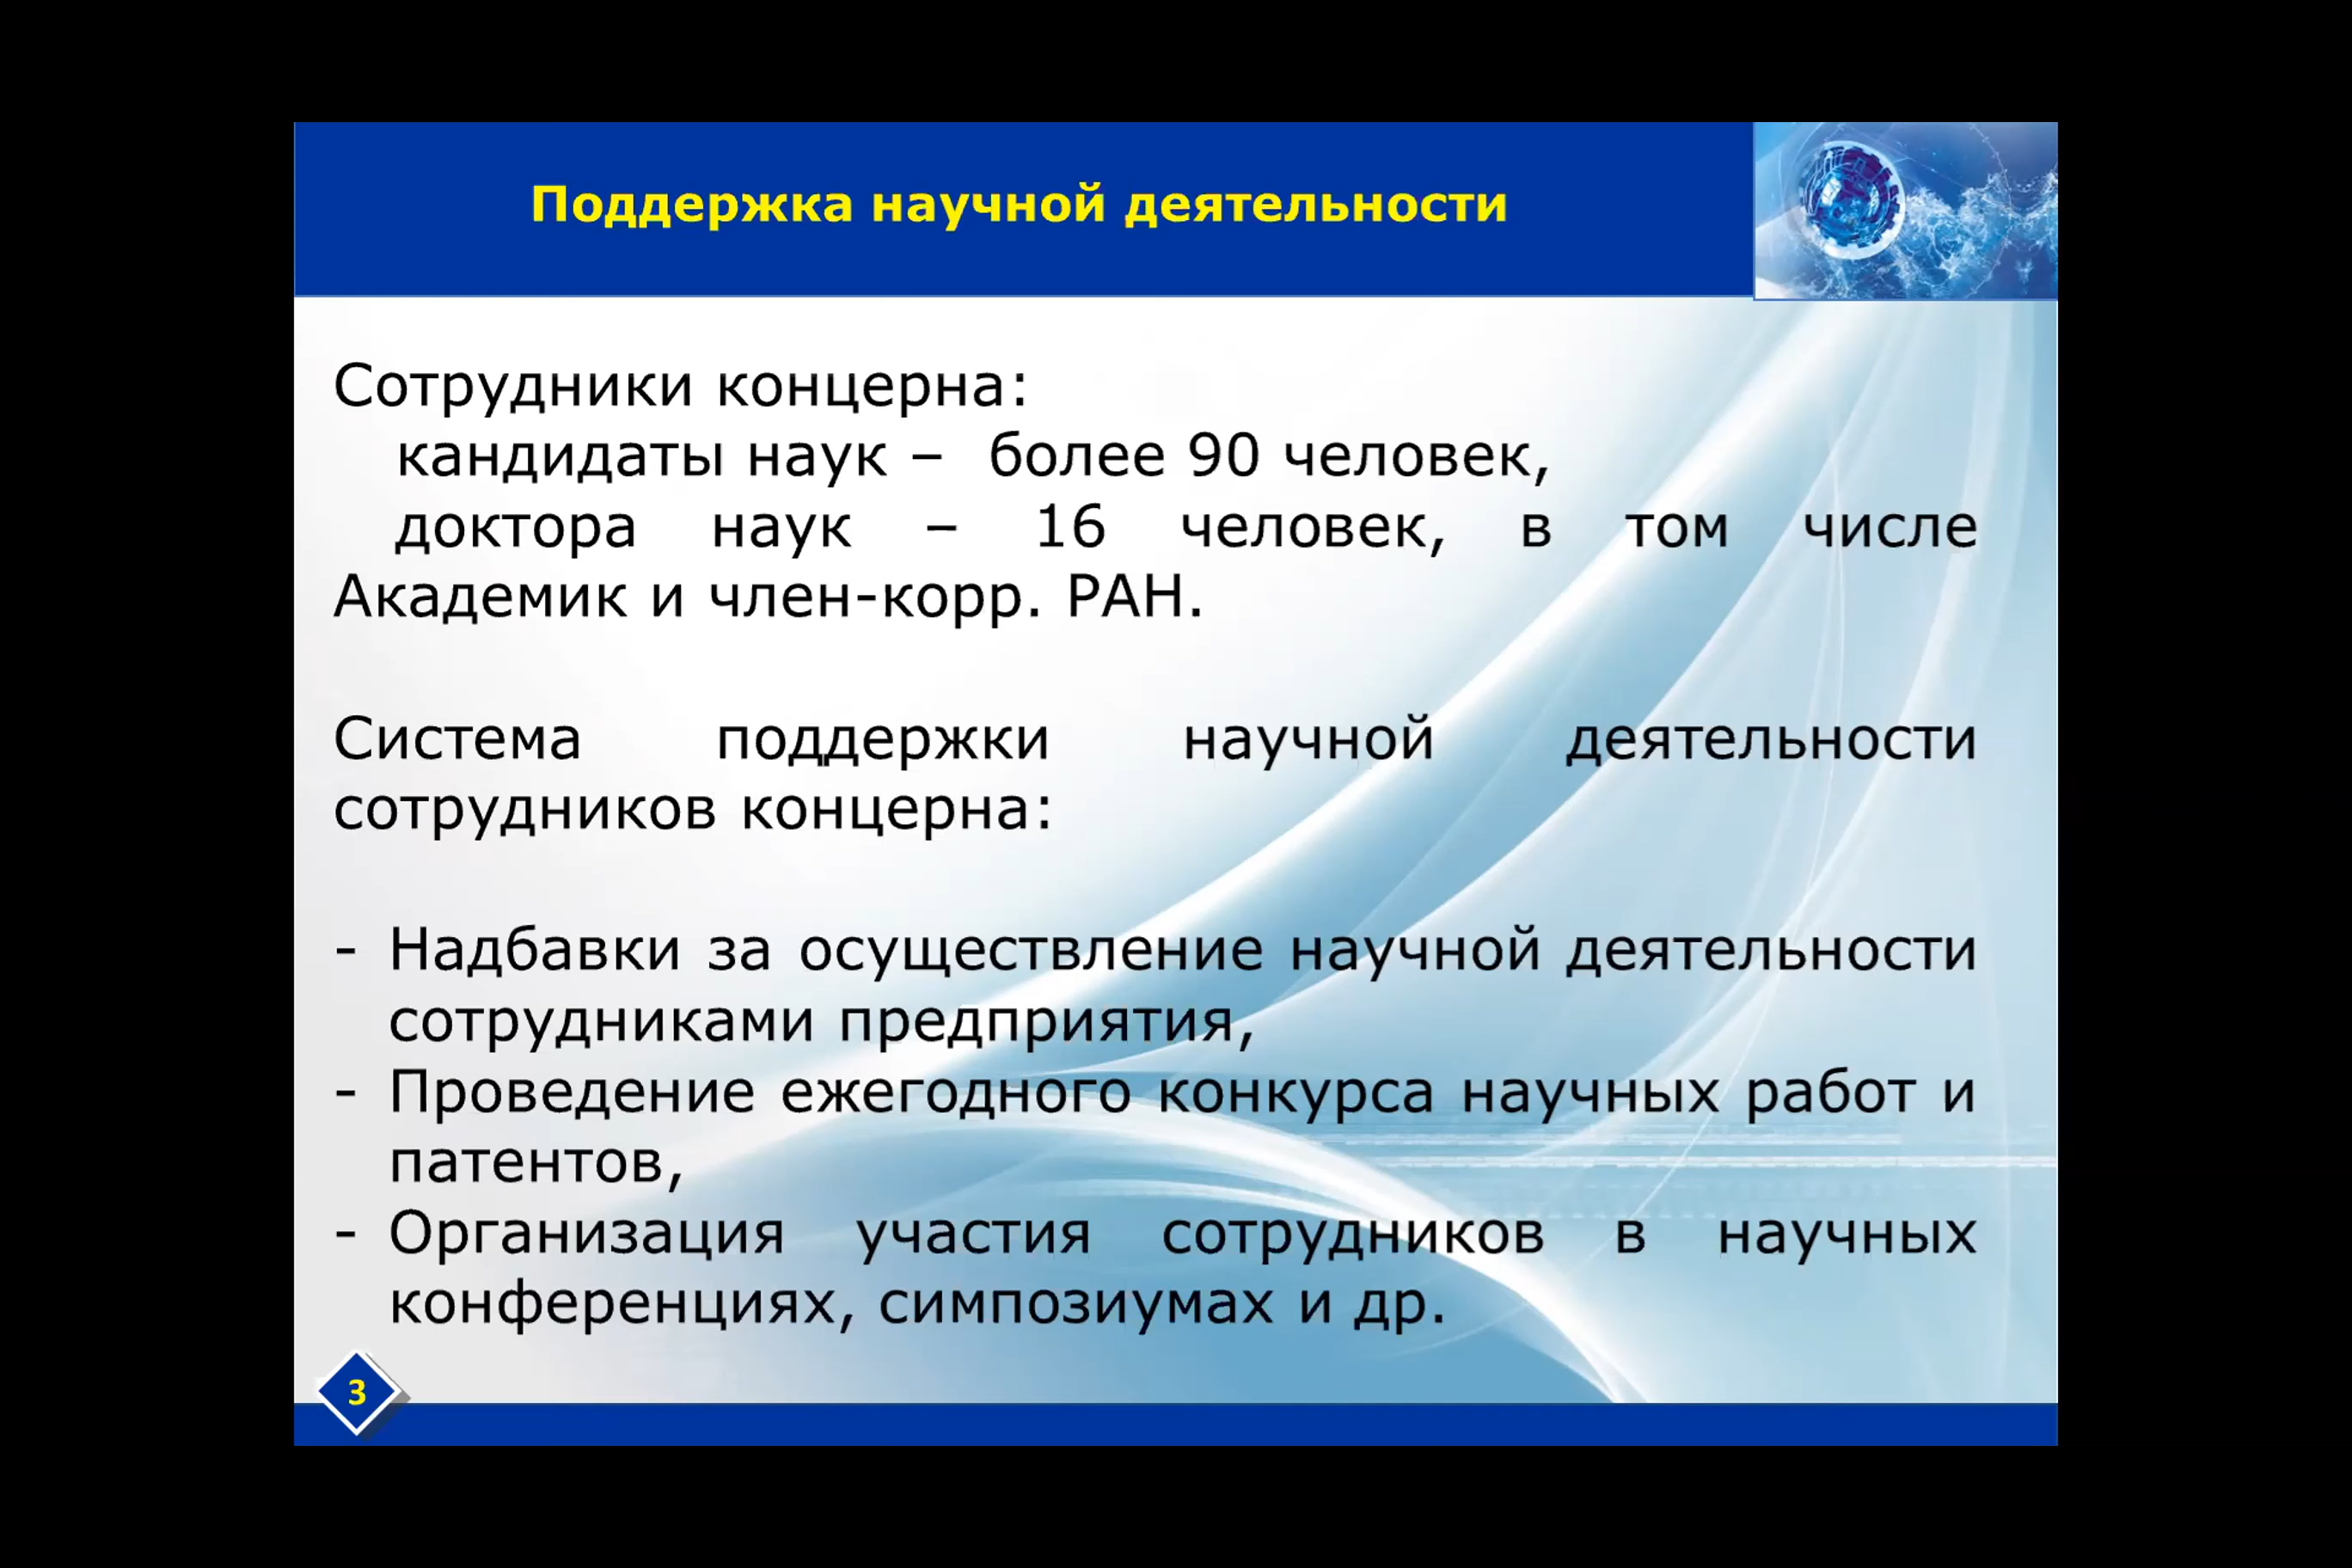 Поддержка научной деятельности
Сотрудники концерна:
кандидаты наук – более 90 человек,
доктора наук – 16 человек, в том числе
Академик и член-корр. РАН.
Система поддержки научной деятельности
сотрудников концерна:
- Надбавки за осуществление научной деятельности
сотрудниками предприятия,
- Проведение ежегодного конкурса научных работ и
патентов,
- Организация участия сотрудников в научных
конференциях, симпозиумах и др.
3